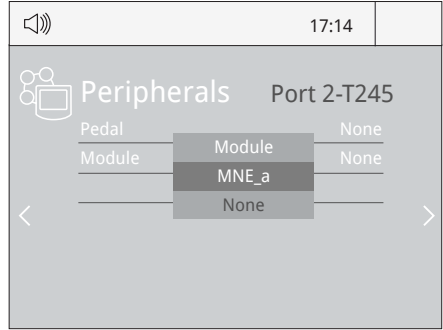 17:14
Peripherals Port 2-T245
Pedal None
Module None
Module
MNE_a
None